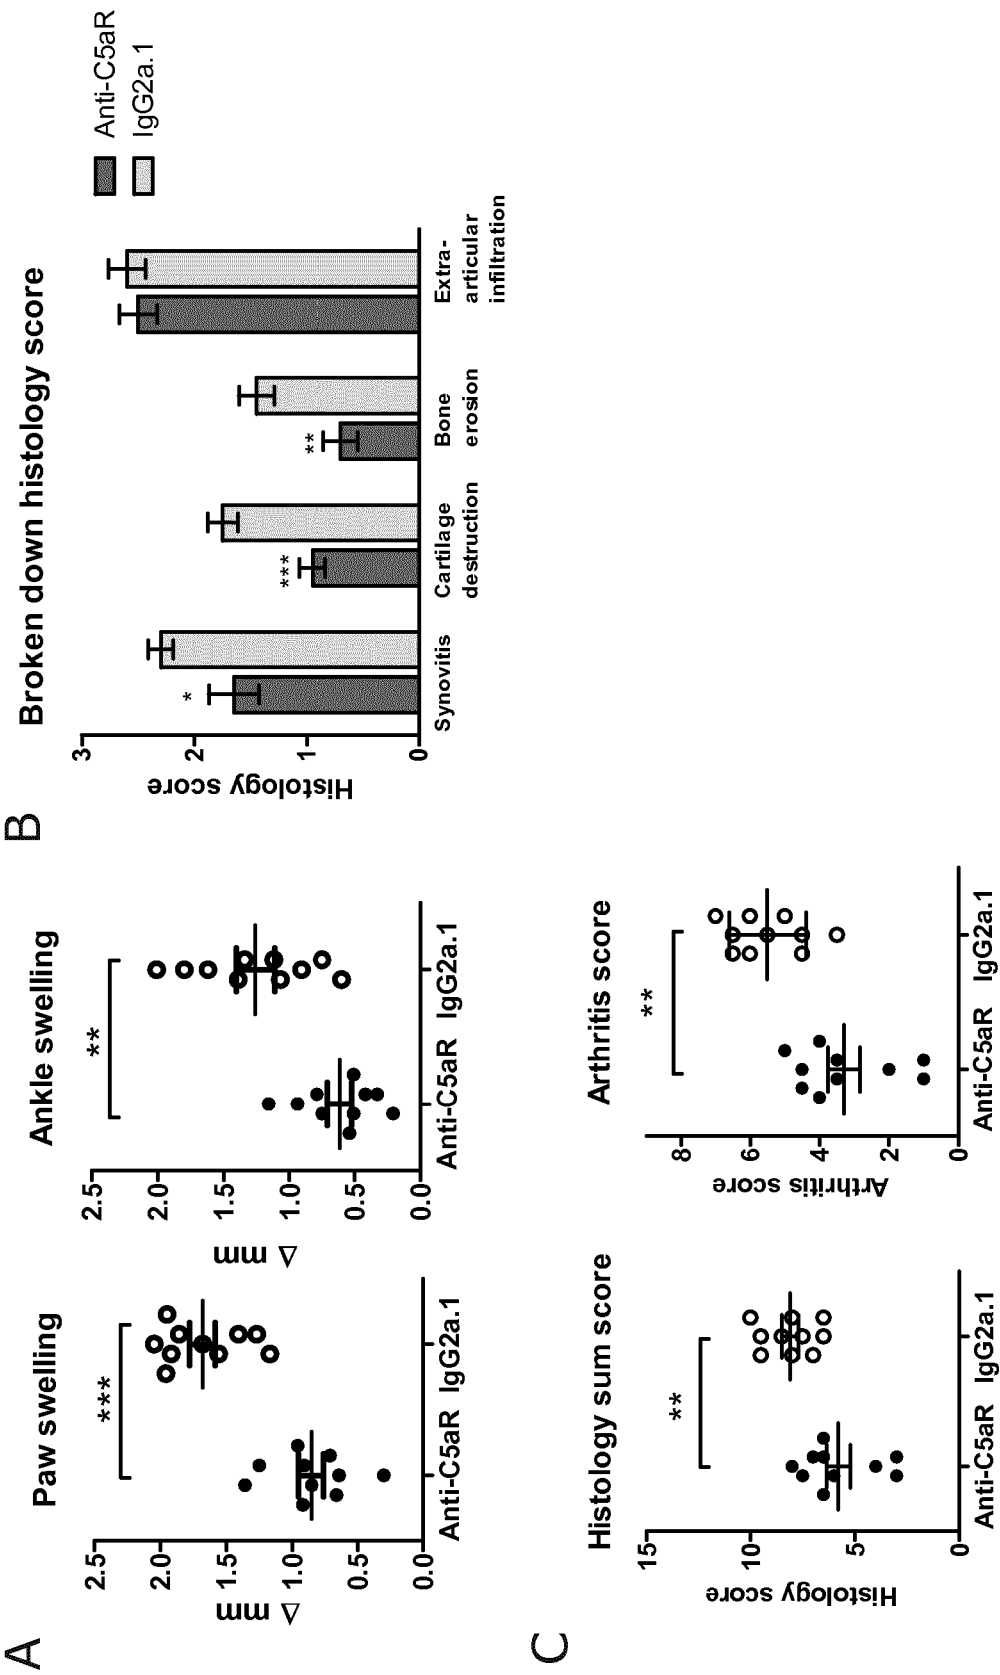 A
Paw swelling
***
2.5
2.0
1.5
1.0
0.5
0.0
Δ mm
Anti-C5aR IgG2a.1
Ankle swelling
**
2.5
2.0
1.5
1.0
0.5
0.0
Δ mm
Anti-C5aR IgG2a.1
B
Broken down histology score
Anti-C5aR
IgG2a.1
3
2
1
0
Histology score
*
***
**
Synovitis
Cartilage
destruction
Bone
erosion
Extra-
articular
infiltration
C
Histology sum score
**
15
10
5
0
Histology score
Anti-C5aR IgG2a.1
Arthritis score
**
8
6
4
2
0
Arthritis score
Anti-C5aR IgG2a.1